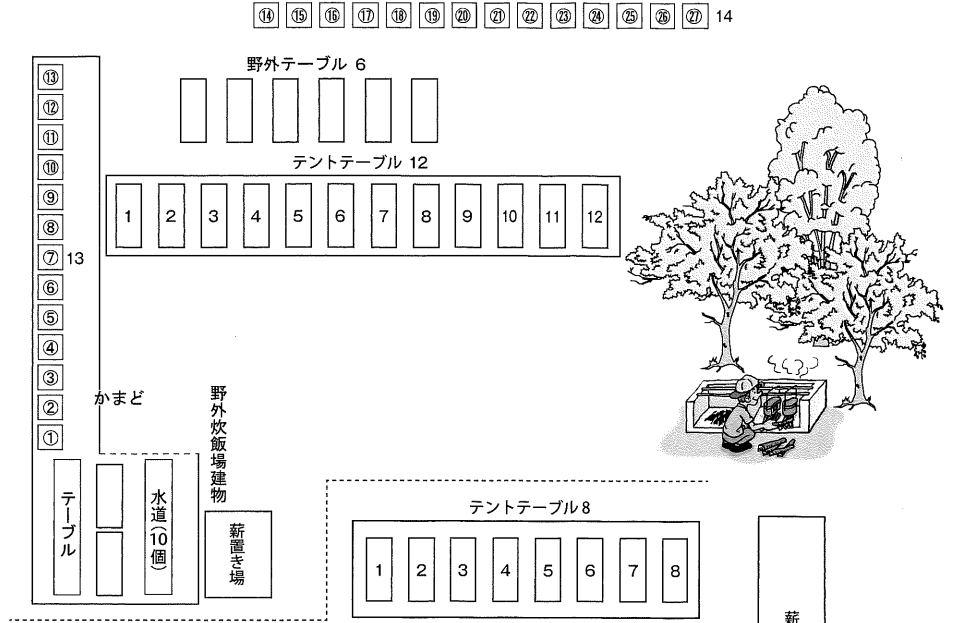 ⑭ ⑮ ⑯ ⑰ ⑱ ⑲ ⑳ ㉑ ㉒ ㉓ ㉔ ㉕ ㉖ ㉗ 14
野外テーブル 6
⑬
⑫
⑪
⑩
⑨
⑧
⑦ 13
⑥
⑤
④
③
②
①
テントテーブル 12
1 2 3 4 5 6 7 8 9 10 11 12
かまど
野外炊飯場建物
テーブル
水道(10個)
薪置き場
テントテーブル8
1 2 3 4 5 6 7 8
薪